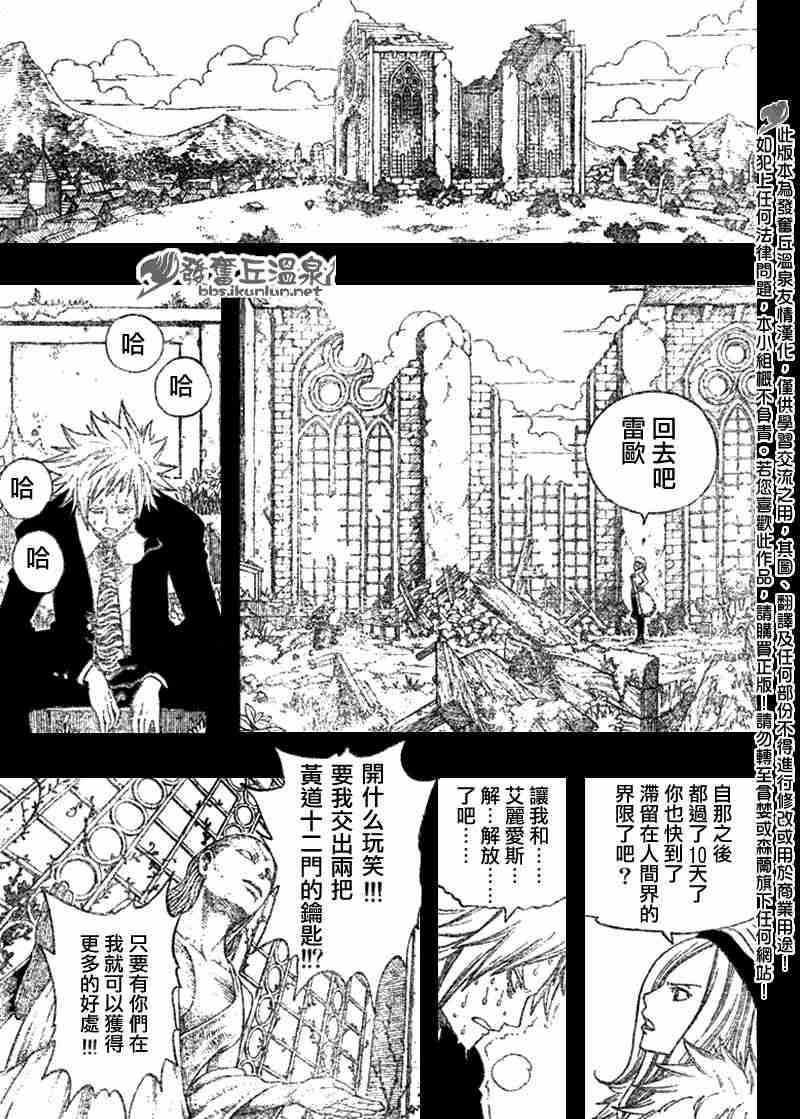 此版本為發奮丘溫泉友情漢化，僅供學習交流之用，其圖、翻譯及任何部份不得進行修改或用於商業用途！
如犯上任何法律問題，本小組概不負責。若您喜歡此作品，請購買正版！請勿轉至貪婪或森蘭旗下任何網站！
發奮丘溫泉
bbs.ikunlun.net
回去吧
雷歐
哈
哈
哈
哈
自那之後
都過了10天了
你也快到了
滯留在人間界的
界限了吧？
讓我和……
艾麗愛斯…
解…解放…
了吧……
開什么玩笑!!!
要我交出兩把
黃道十二門的鑰匙!!?
只要有你們在
我就可以獲得
更多的好處!!!